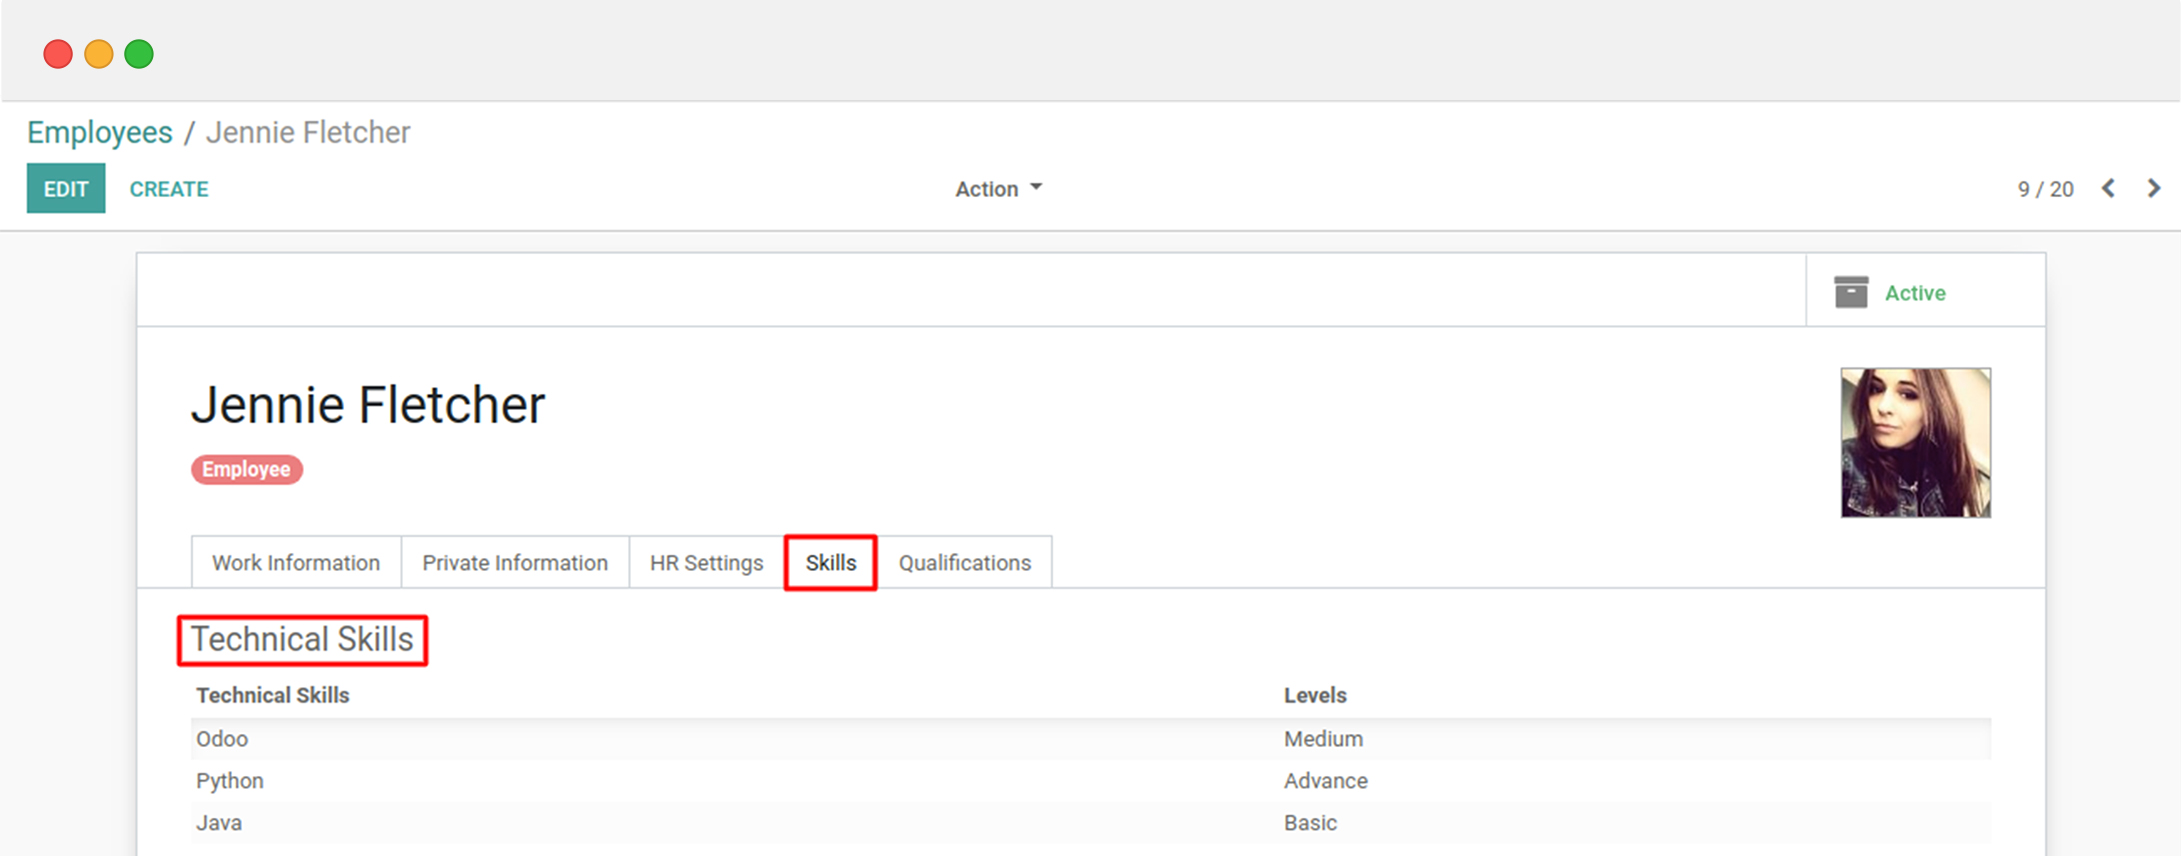 Employees / Jennie Fletcher
EDIT CREATE Action 9 / 20
Active
Jennie Fletcher
Employee
Work Information Private Information HR Settings Skills Qualifications
Technical Skills
Technical Skills Levels
Odoo Medium
Python Advance
Java Basic